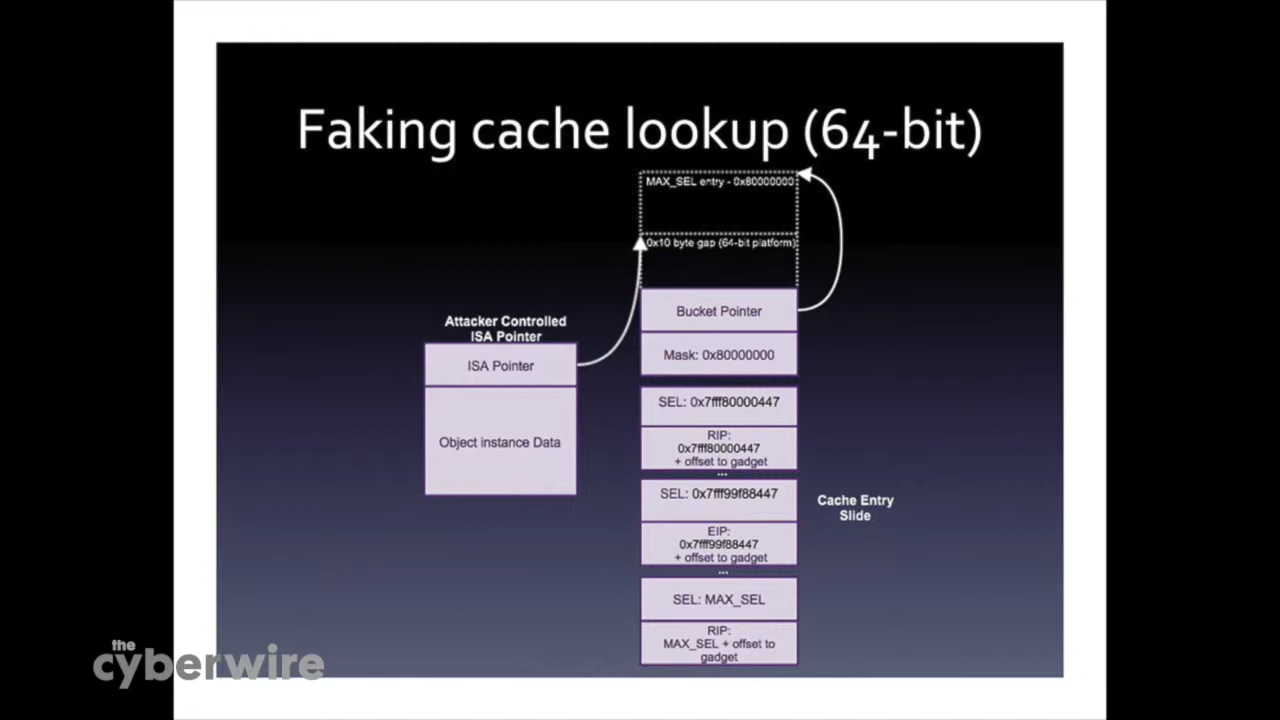 Faking cache lookup (64-bit)
MAX_SEL entry - 0x80000000
0x10 byte gap (64-bit platform)
Bucket Pointer
Mask: 0x80000000
Attacker Controlled
ISA Pointer
ISA Pointer
Object instance Data
SEL: 0x7fff80000447
RIP:
0x7fff80000447
+ offset to gadget
...
SEL: 0x7fff99f88447
EIP:
0x7fff99f88447
+ offset to gadget
...
Cache Entry
Slide
SEL: MAX_SEL
RIP:
MAX_SEL + offset to
gadget
the
cyberwire